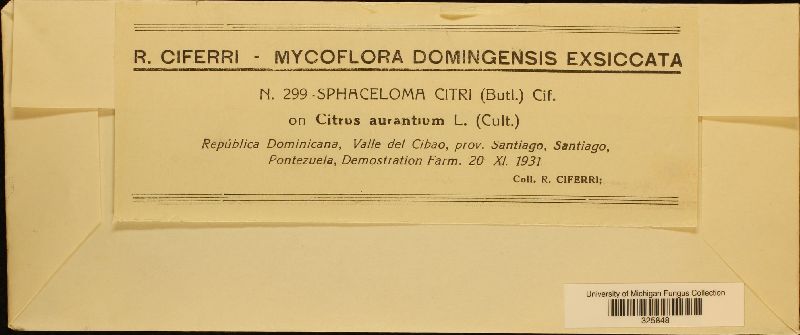 R. CIFERRI - MYCOFLORA DOMINGENSIS EXSICCATA
N. 299-SPHACELOMA CITRI (Butl.) Cif.
on Citrus aurantium L. (Cult.)
República Dominicana, Valle del Cibao, prov. Santiago, Santiago,
Pontezuela, Demostration Farm. 20 XI. 1931
Coll. R. CIFERRI;
University of Michigan Fungus Collection
325848